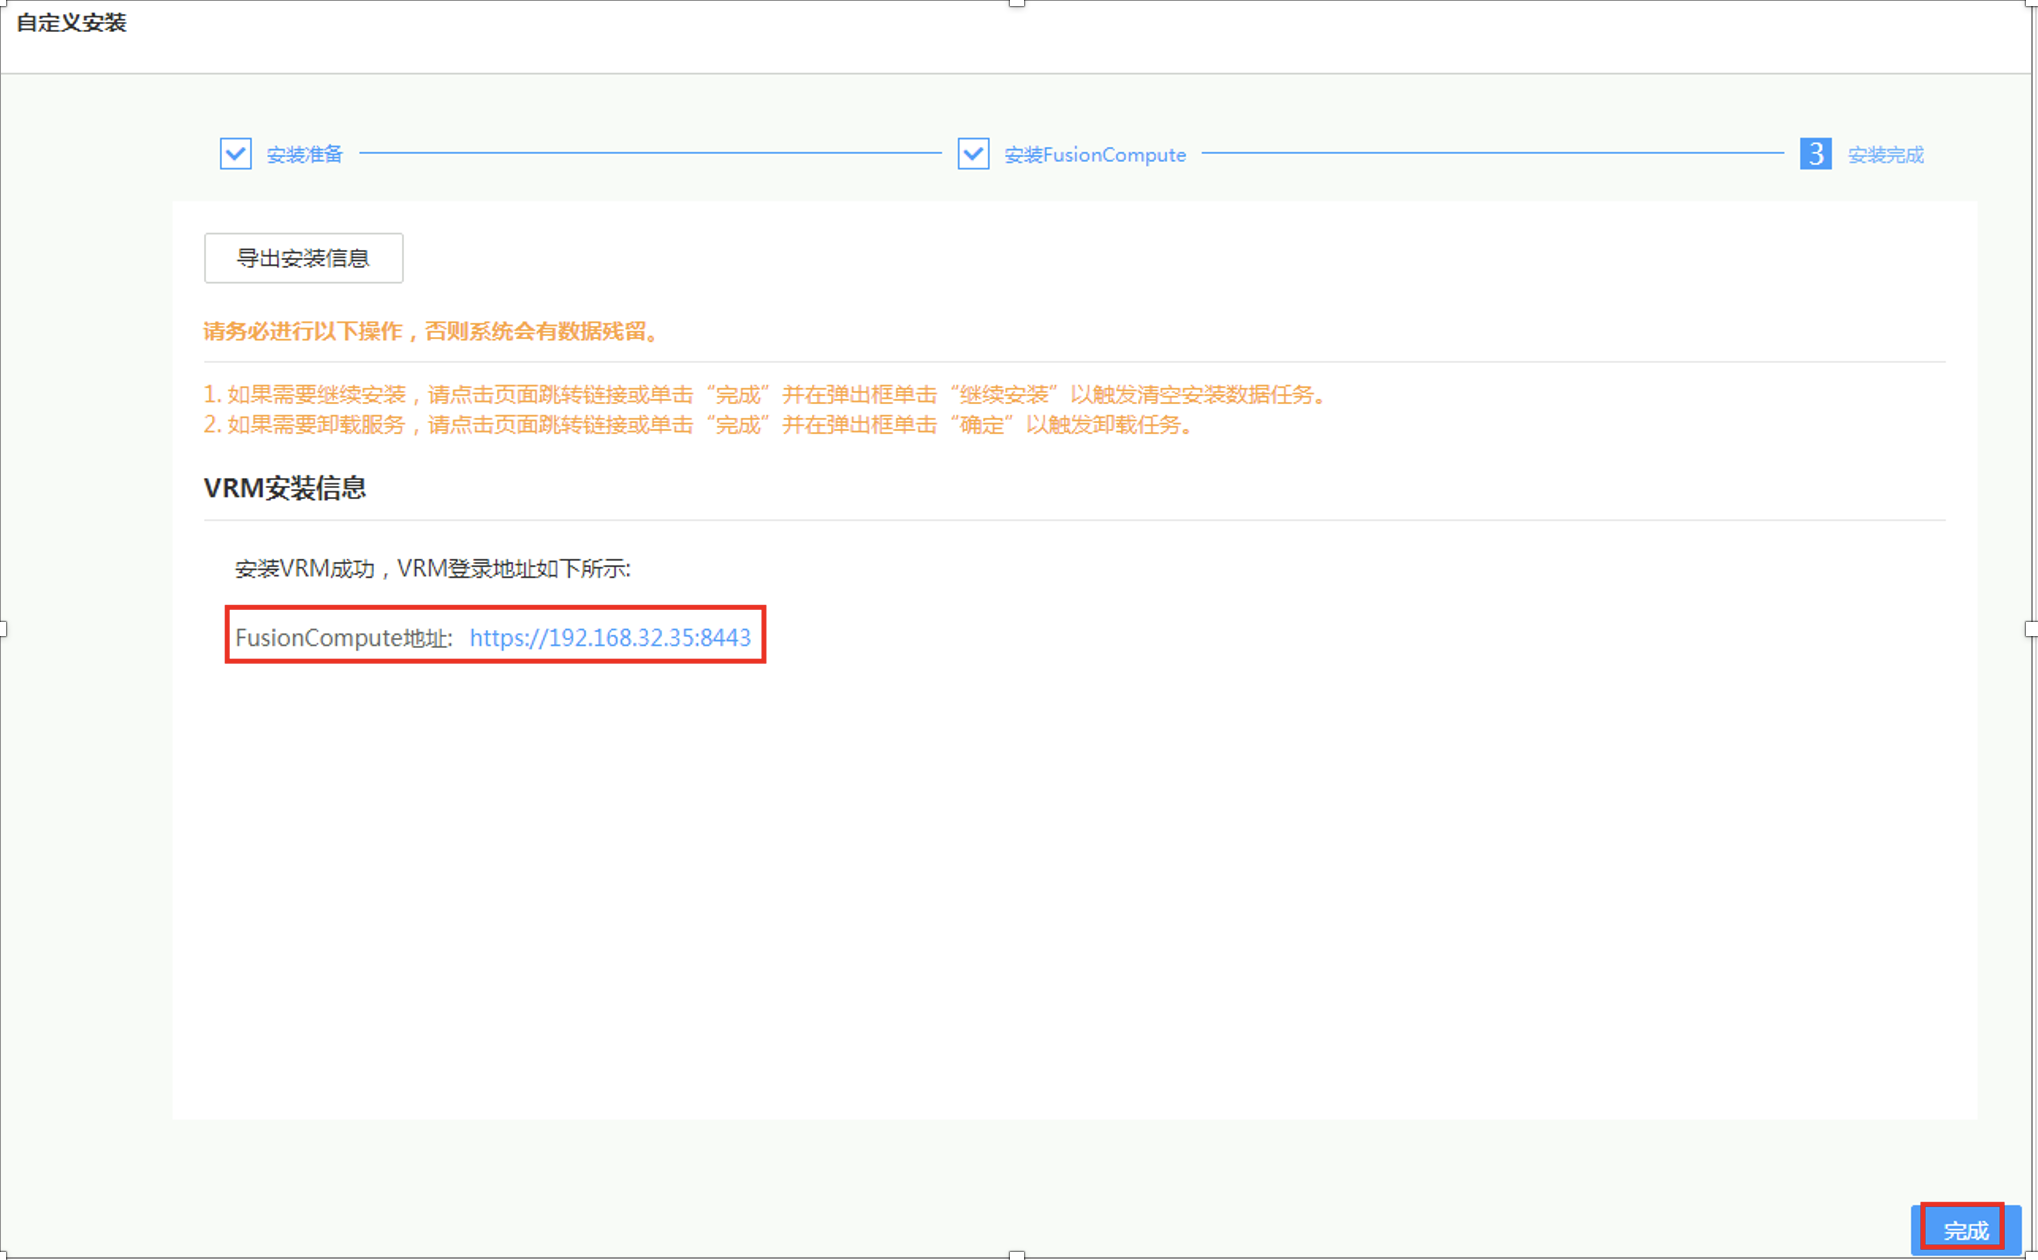 自定义安装
安装准备
安装FusionCompute
3 安装完成
导出安装信息
请务必进行以下操作，否则系统会有数据残留。
1. 如果需要继续安装，请点击页面跳转链接或单击“完成”并在弹出框单击“继续安装”以触发清空安装数据任务。
2. 如果需要卸载服务，请点击页面跳转链接或单击“完成”并在弹出框单击“确定”以触发卸载任务。
VRM安装信息
安装VRM成功，VRM登录地址如下所示:
FusionCompute地址: https://192.168.32.35:8443
完成